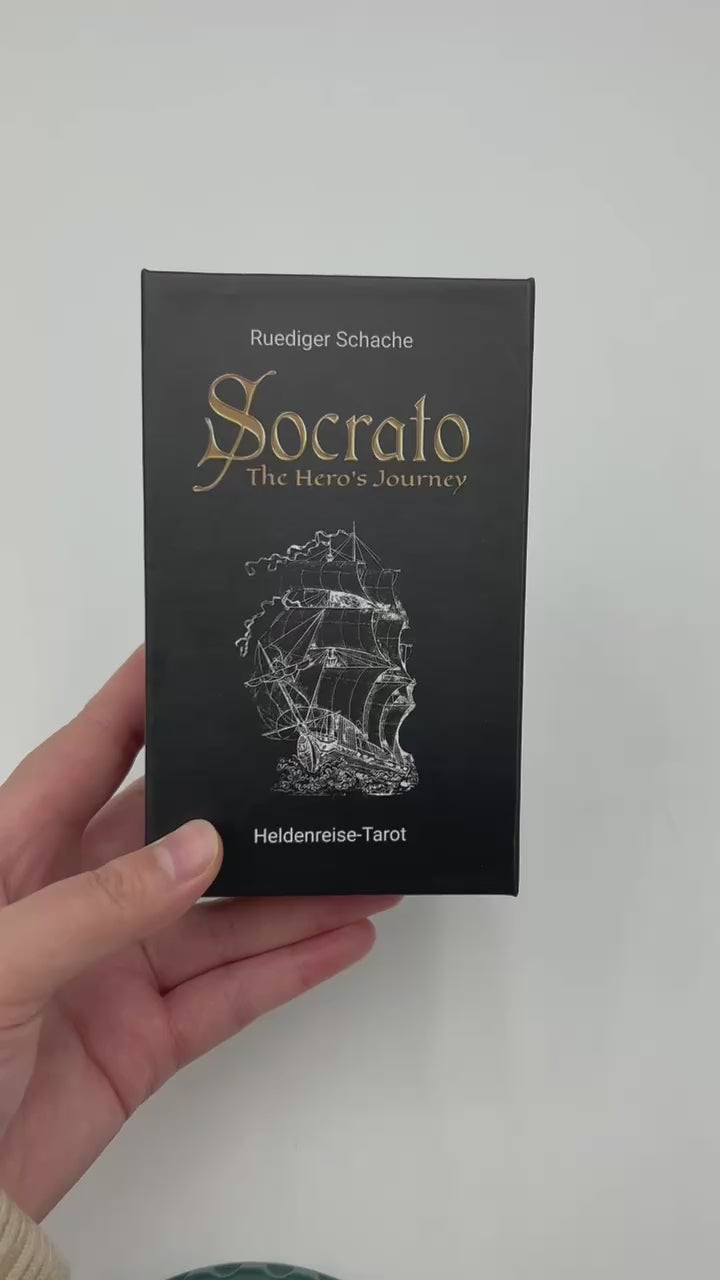 Ruediger Schache
Socrato
The Hero's Journey
Heldenreise-Tarot